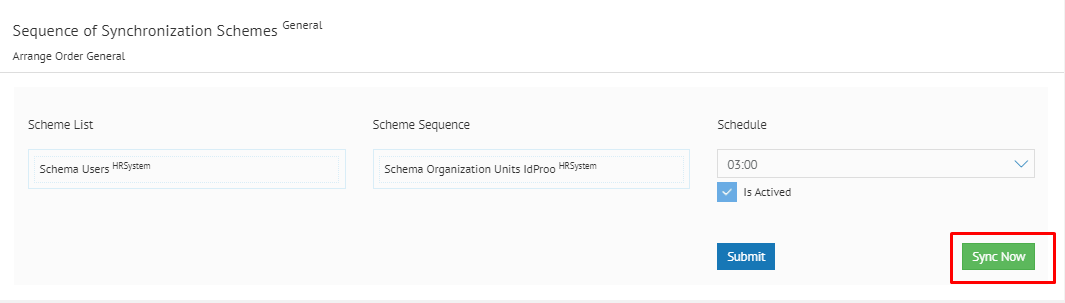 Sequence of Synchronization Schemes General
Arrange Order General
Scheme List
Scheme Sequence
Schedule
Schema Users HRSystem
Schema Organization Units IdProo HRSystem
03:00
Is Actived
Submit
Sync Now